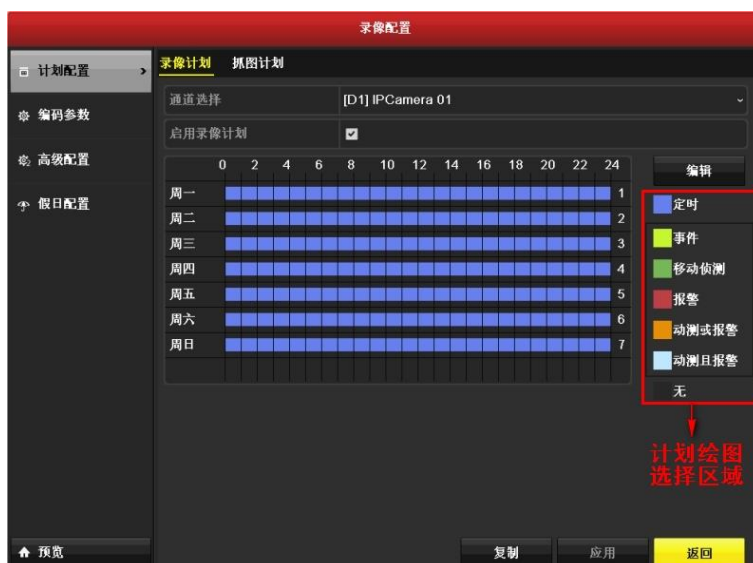 录像配置
计划配置
编码参数
高级配置
假日配置
录像计划 抓图计划
通道选择 [D1] IPCamera 01
启用录像计划
0 2 4 6 8 10 12 14 16 18 20 22 24
周一 1
周二 2
周三 3
周四 4
周五 5
周六 6
周日 7
编辑
定时
事件
移动侦测
报警
动测或报警
动测且报警
无
计划绘图
选择区域
预览
复制 应用 返回